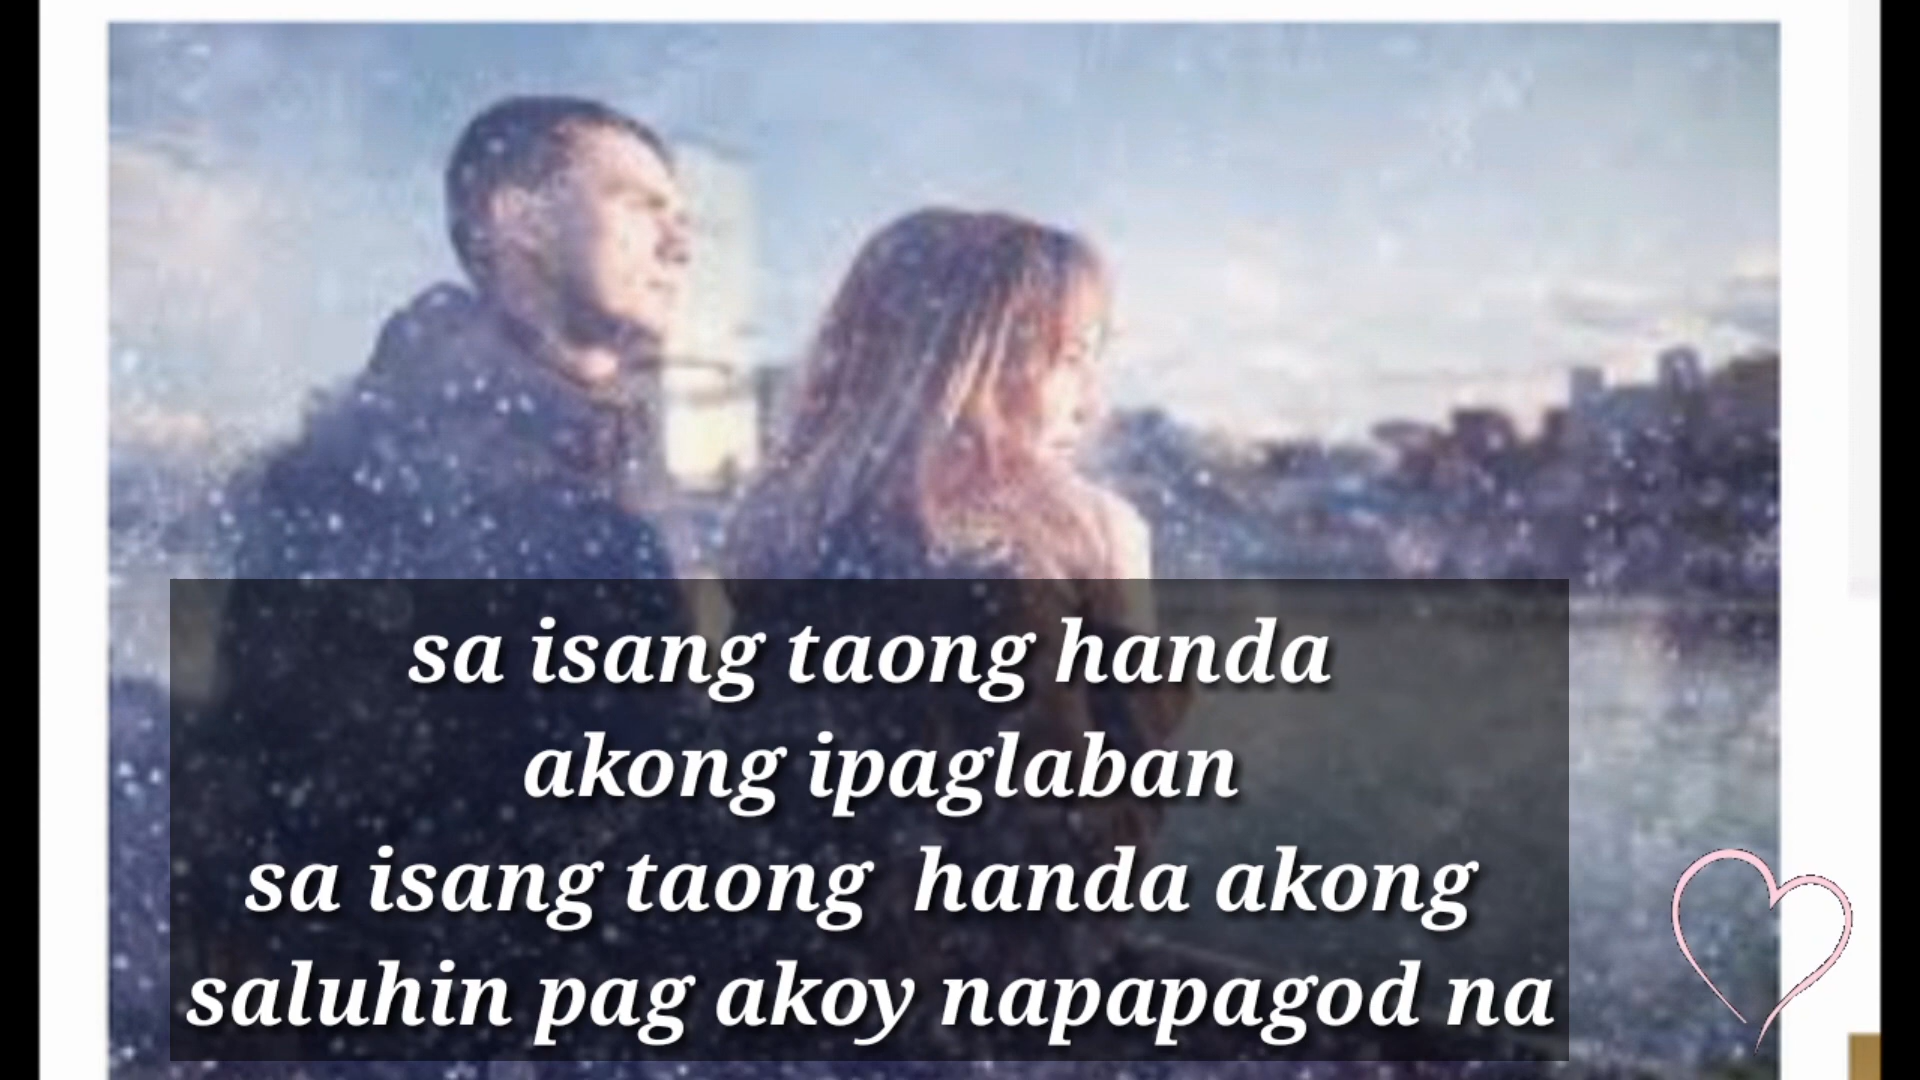 sa isang taong handa
akong ipaglaban
sa isang taong handa akong
saluhin pag akoy napapagod na